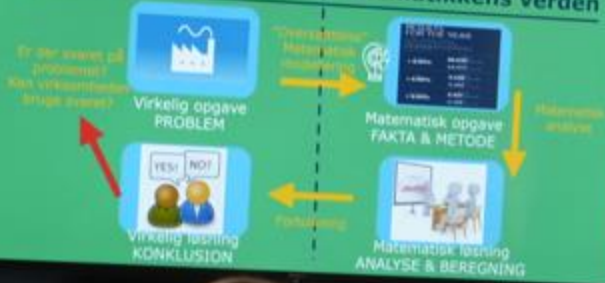 verden
Er der svaret på
problemet?
Kan virksomheden
bruge svaret?
"Oversættelse"
Matematisk
modellering
Virkelig opgave
PROBLEM
Matematisk opgave
FAKTA & METODE
Matematisk
analyse
YES!
NO?
Virkelig løsning
KONKLUSION
Fortolkning
Matematisk løsning
ANALYSE & BEREGNING